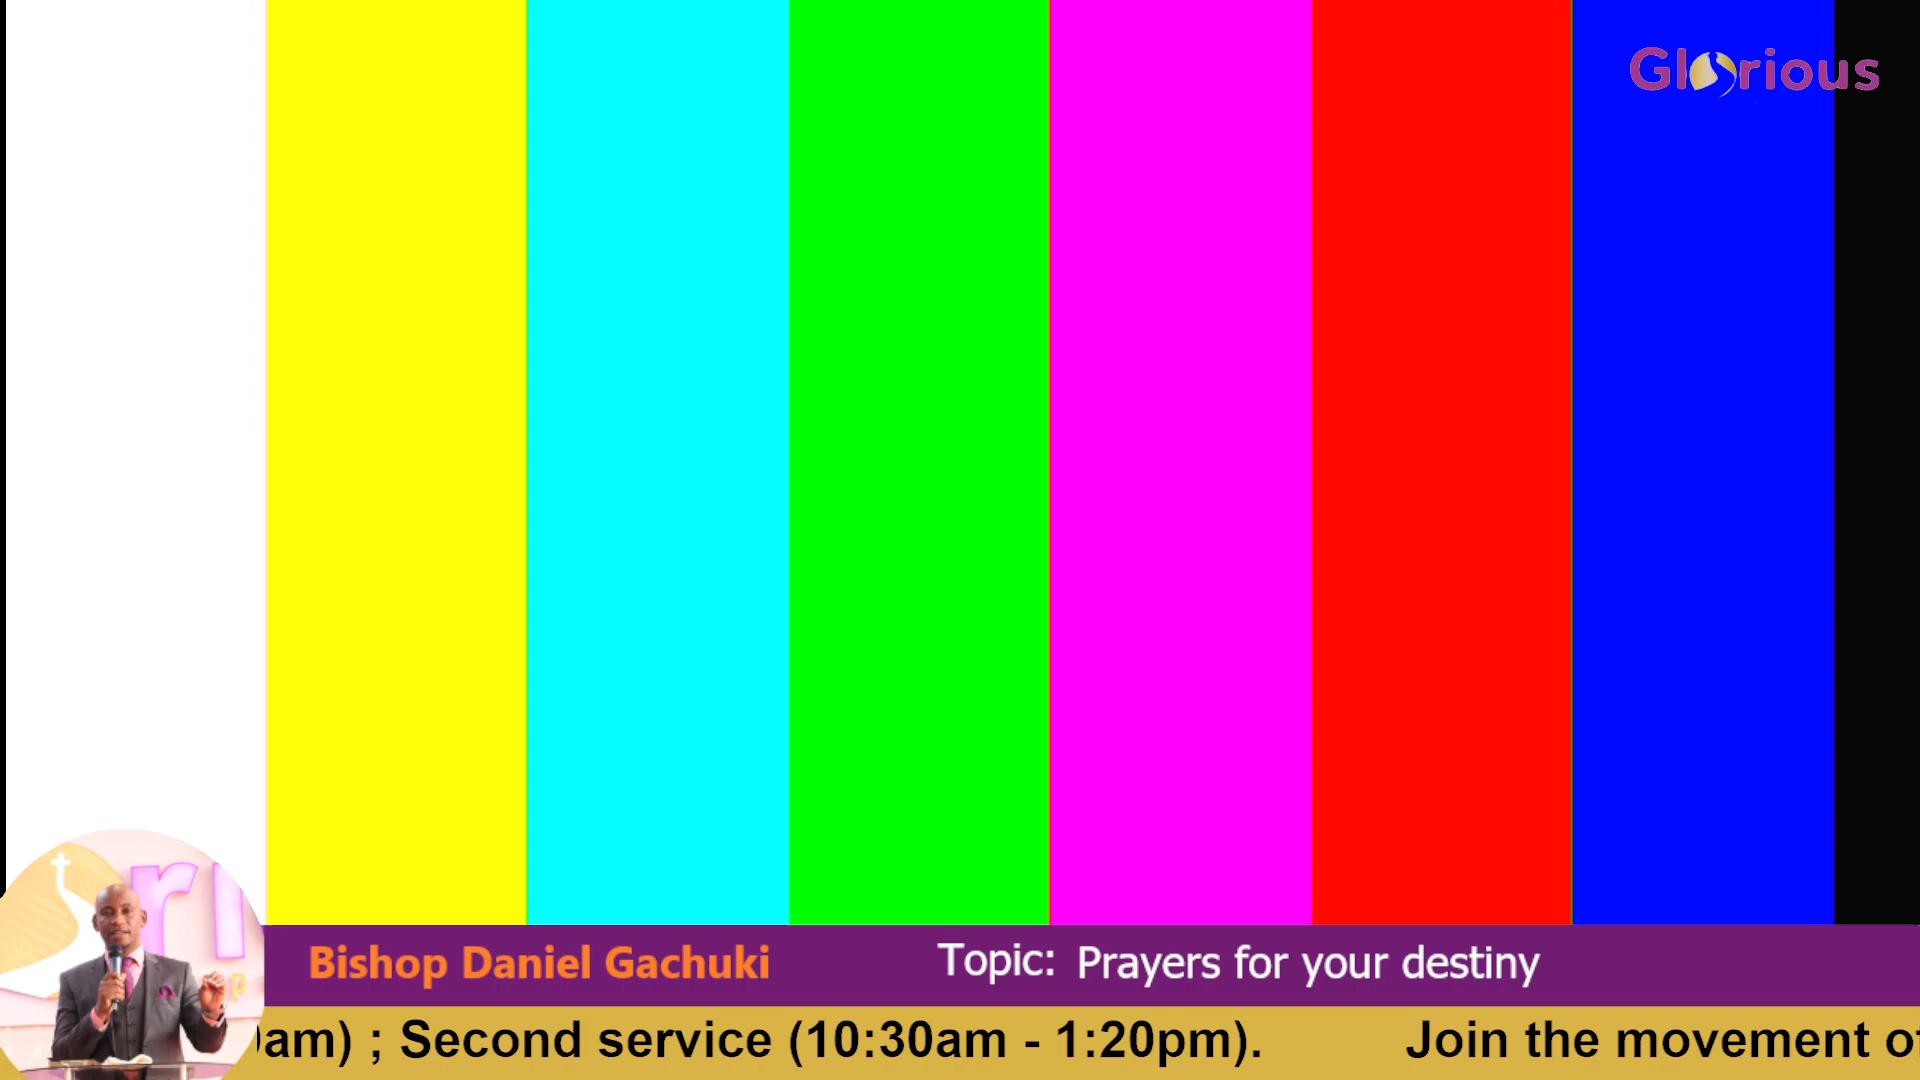 Glorious
Bishop Daniel Gachuki
Topic: Prayers for your destiny
am) ; Second service (10:30am - 1:20pm). Join the movement